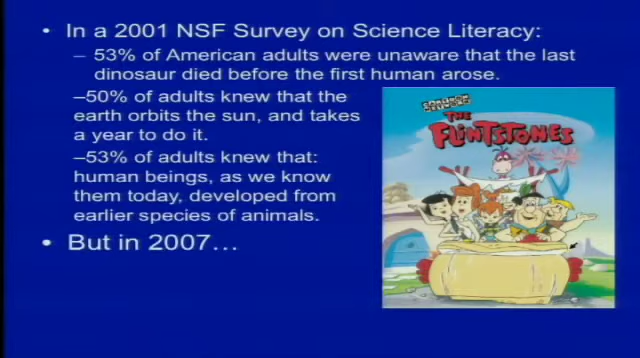 • In a 2001 NSF Survey on Science Literacy:
– 53% of American adults were unaware that the last
dinosaur died before the first human arose.
–50% of adults knew that the
earth orbits the sun, and takes
a year to do it.
–53% of adults knew that:
human beings, as we know
them today, developed from
earlier species of animals.
• But in 2007…
THE
FLINTSTONES